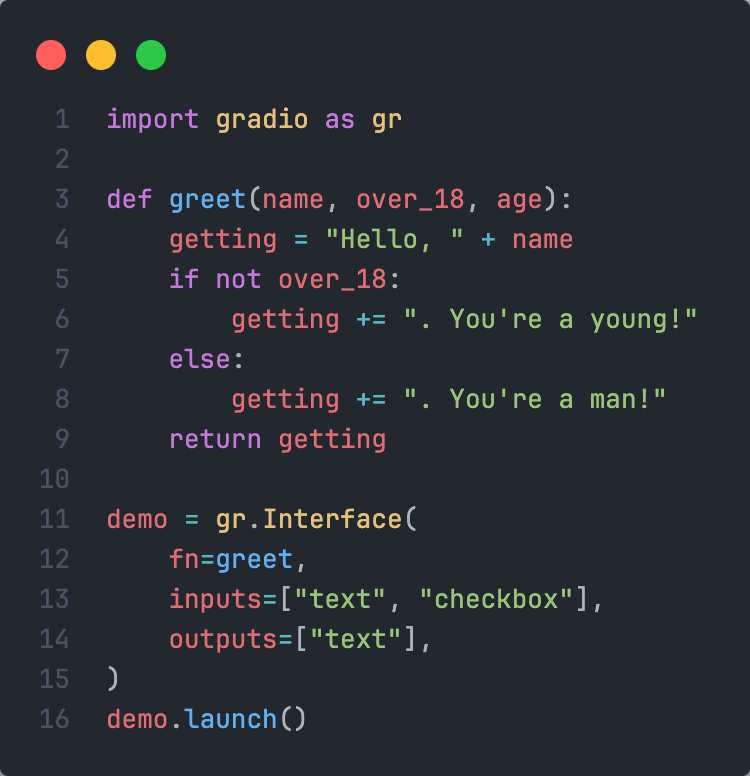 1 import gradio as gr
2
3 def greet(name, over_18, age):
4     getting = "Hello, " + name
5     if not over_18:
6         getting += ". You're a young!"
7     else:
8         getting += ". You're a man!"
9     return getting
10
11 demo = gr.Interface(
12     fn=greet,
13     inputs=["text", "checkbox"],
14     outputs=["text"],
15 )
16 demo.launch()